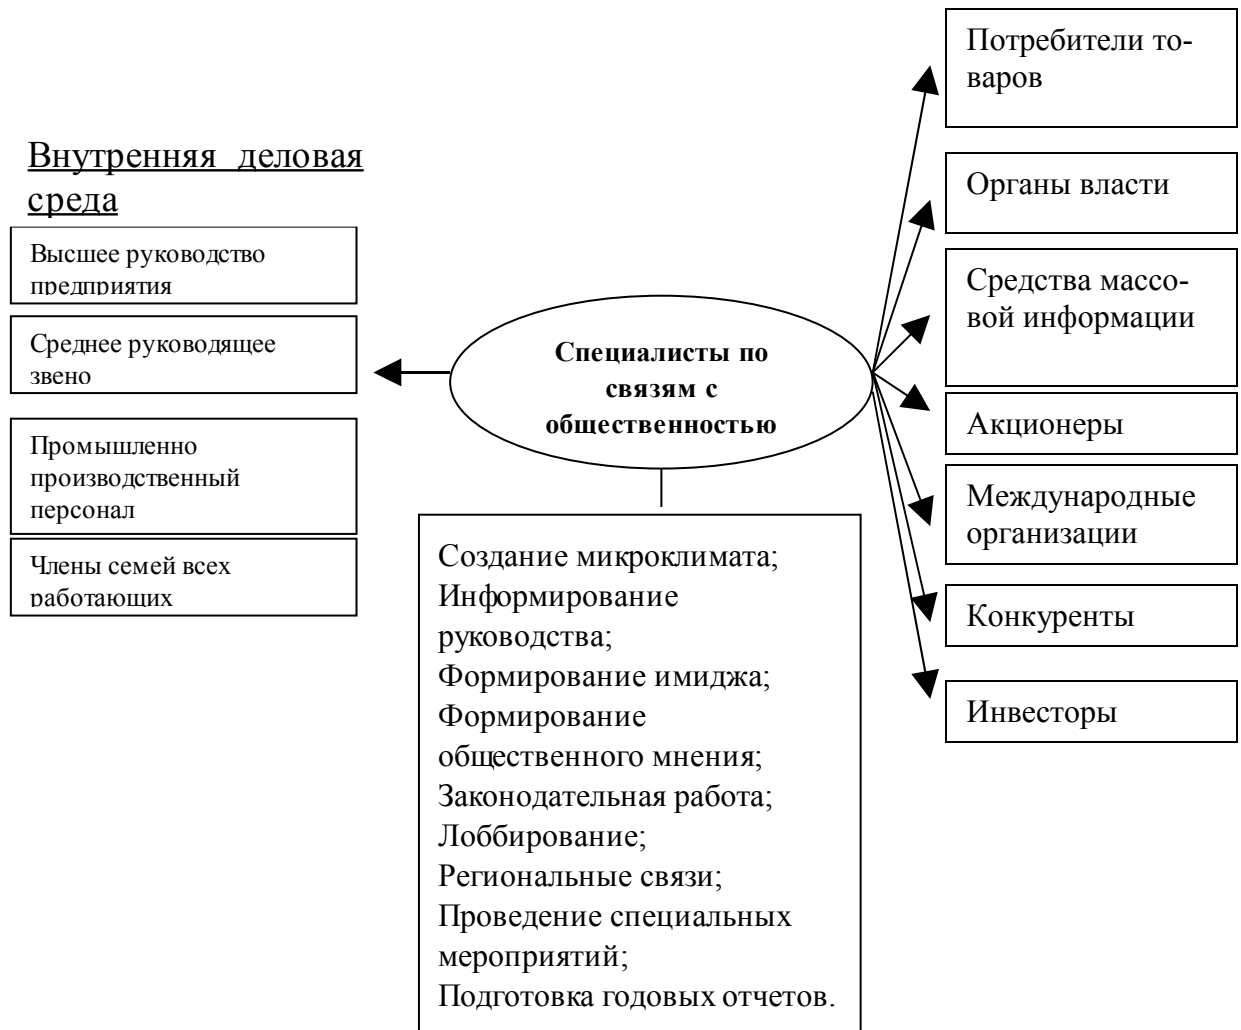 Внутренняя деловая
среда
Высшее руководство
предприятия
Среднее руководящее
звено
Промышленно
производственный
персонал
Члены семей всех
работающих
Специалисты по
связям с
общественностью
Создание микроклимата;
Информирование
руководства;
Формирование имиджа;
Формирование
общественного мнения;
Законодательная работа;
Лоббирование;
Региональные связи;
Проведение специальных
мероприятий;
Подготовка годовых отчетов.
Потребители то-
варов
Органы власти
Средства массо-
вой информации
Акционеры
Международные
организации
Конкуренты
Инвесторы